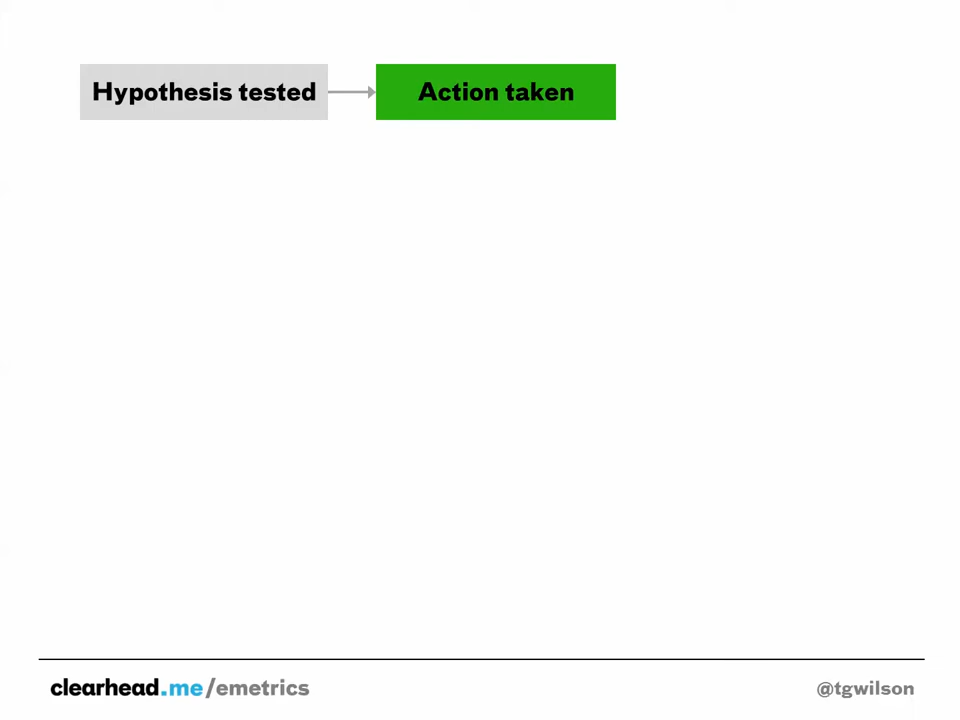 Hypothesis tested
Action taken
clearhead.me/emetrics
@tgwilson